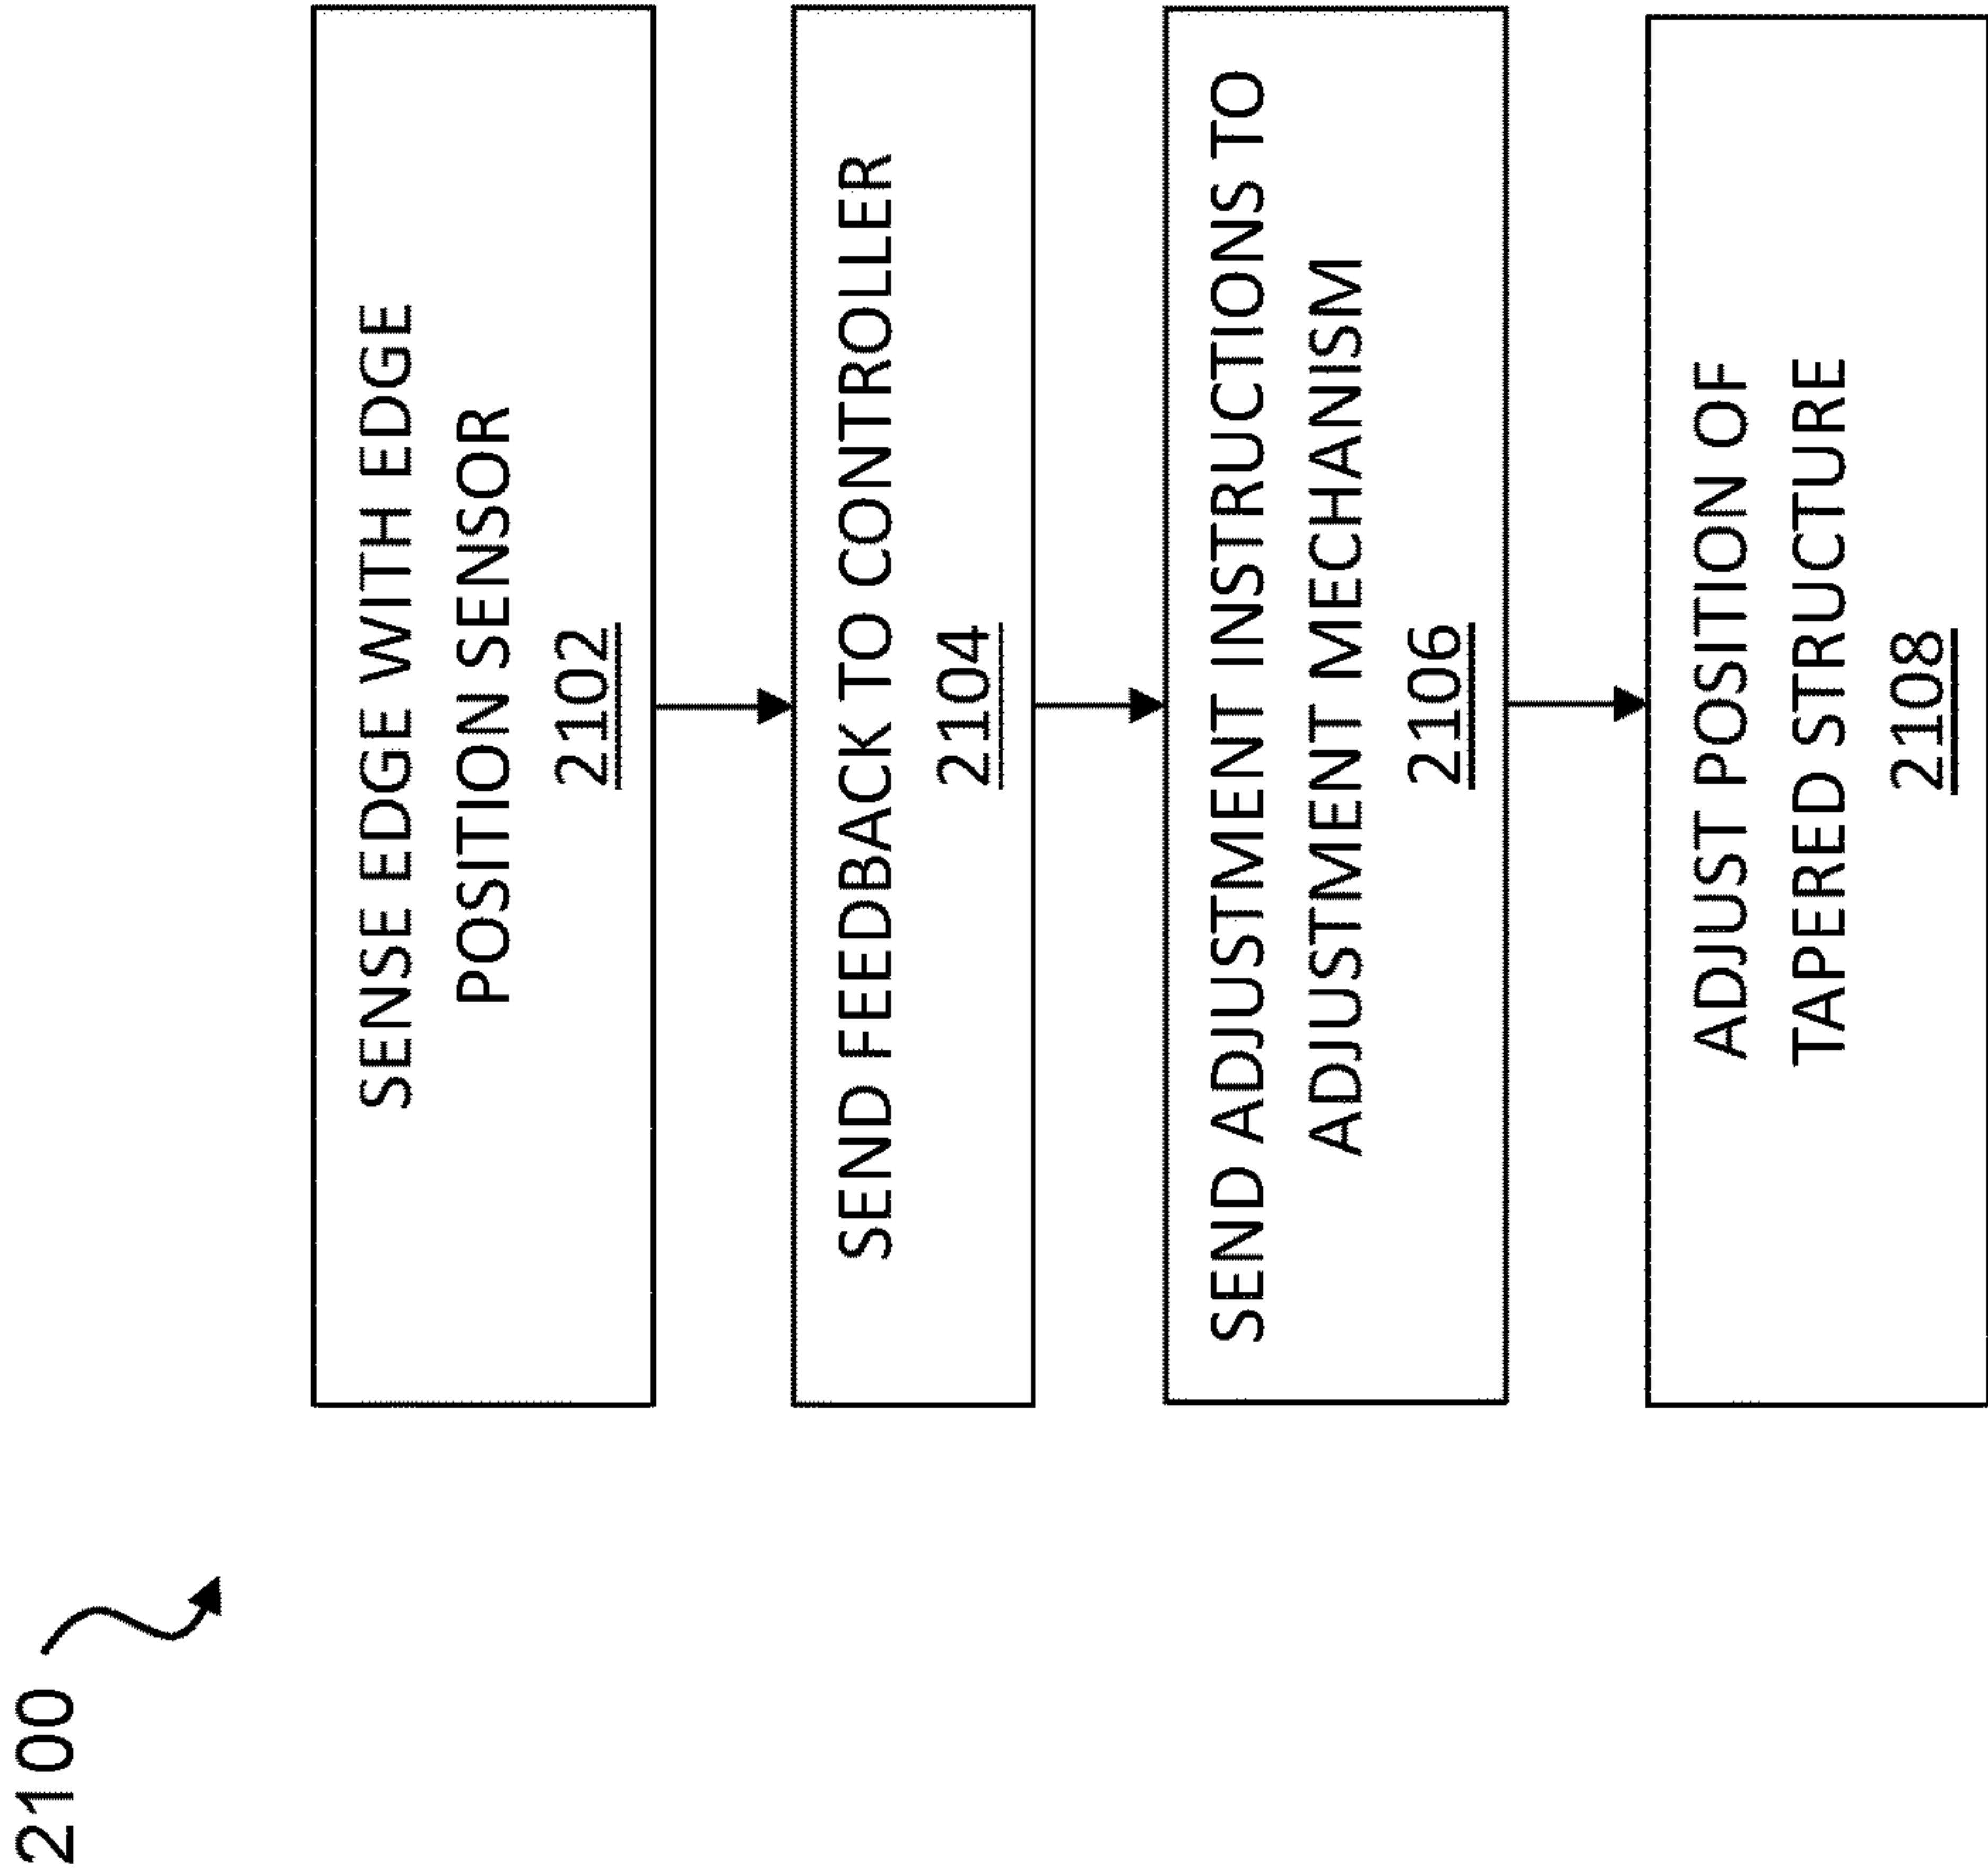 2100
SENSE EDGE WITH EDGE
POSITION SENSOR
2102
SEND FEEDBACK TO CONTROLLER
2104
SEND ADJUSTMENT INSTRUCTIONS TO
ADJUSTMENT MECHANISM
2106
ADJUST POSITION OF
TAPERED STRUCTURE
2108